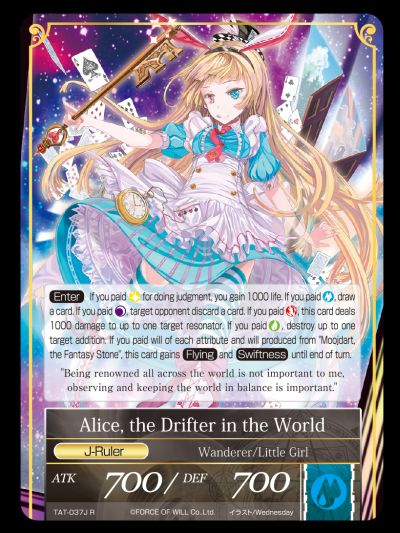 Enter If you paid for doing judgment, you gain 1000 life. If you paid , draw
a card. If you paid , target opponent discard a card. If you paid , this card deals
1000 damage to up to one target resonator. If you paid , destroy up to one
target addition. If you paid will of each attribute and will produced from "Moojdart,
the Fantasy Stone", this card gains Flying and Swiftness until end of turn.
"Being renowned all across the world is not important to me,
observing and keeping the world in balance is important."
Alice, the Drifter in the World
J-Ruler Wanderer/Little Girl
ATK 700 / DEF 700
TAT-037J R ©FORCE OF WILL Co.Ltd. イラスト/Wednesday